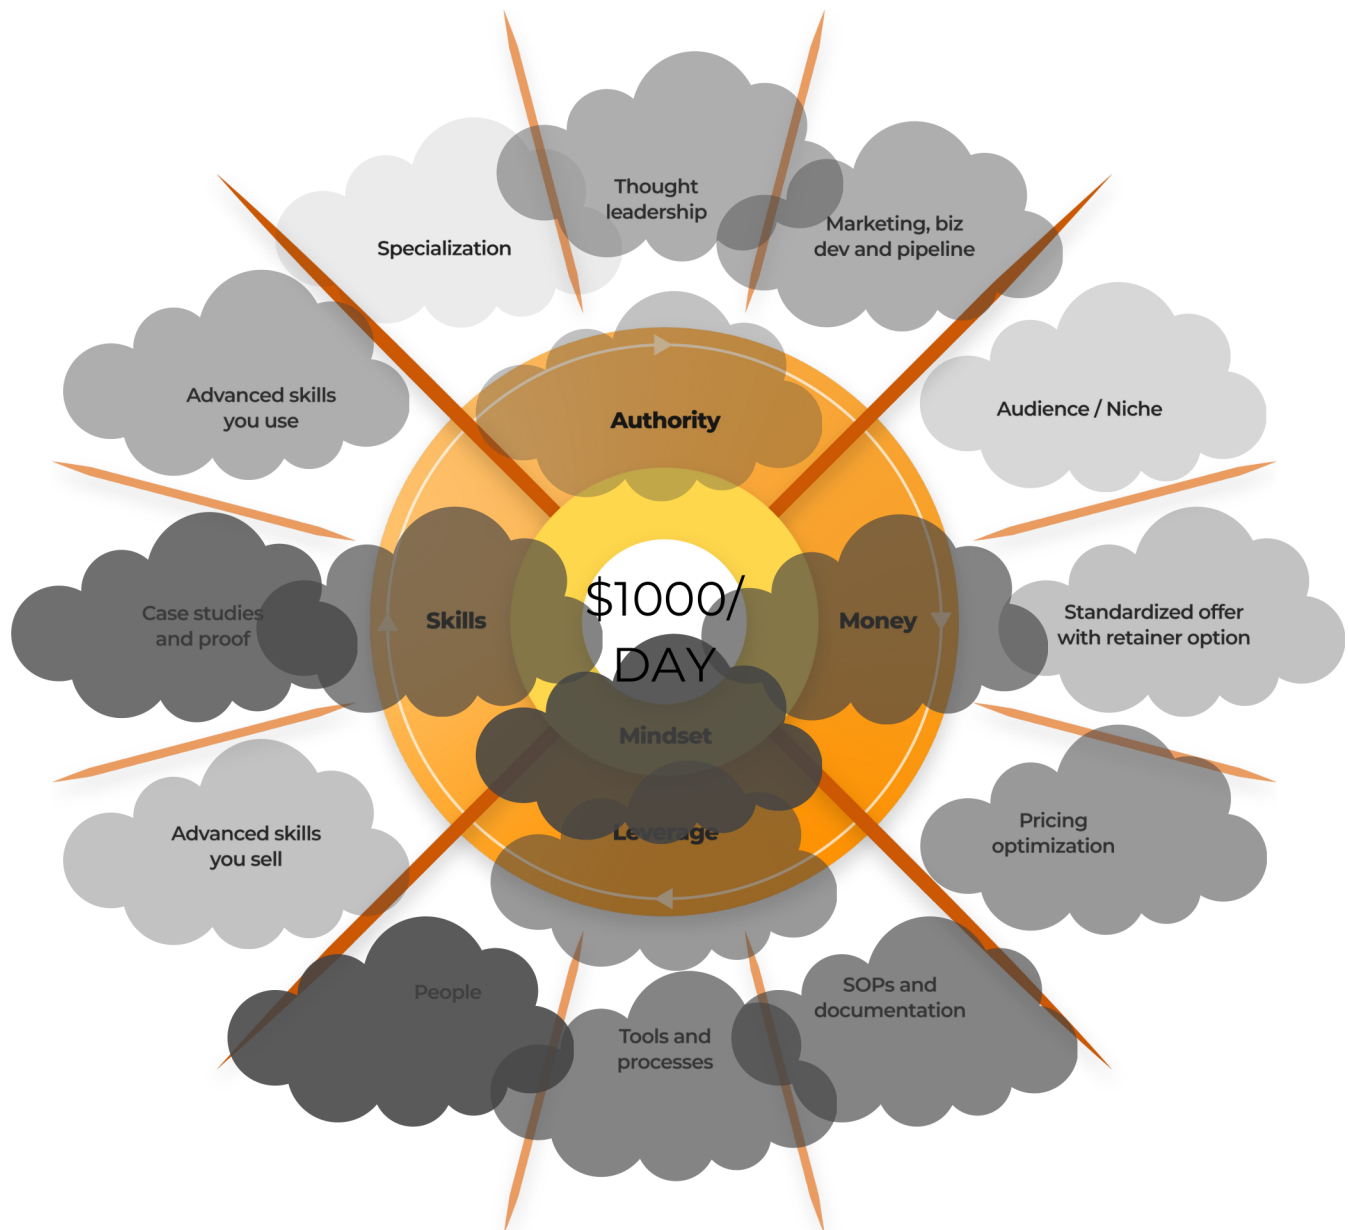 Thought
leadership
Marketing, biz
dev and pipeline
Specialization
Advanced skills
you use
Authority
Audience / Niche
Case studies
and proof
Skills
$1000/
DAY
Money
Standardized offer
with retainer option
Mindset
Leverage
Advanced skills
you sell
Pricing
optimization
People
Tools and
processes
SOPs and
documentation